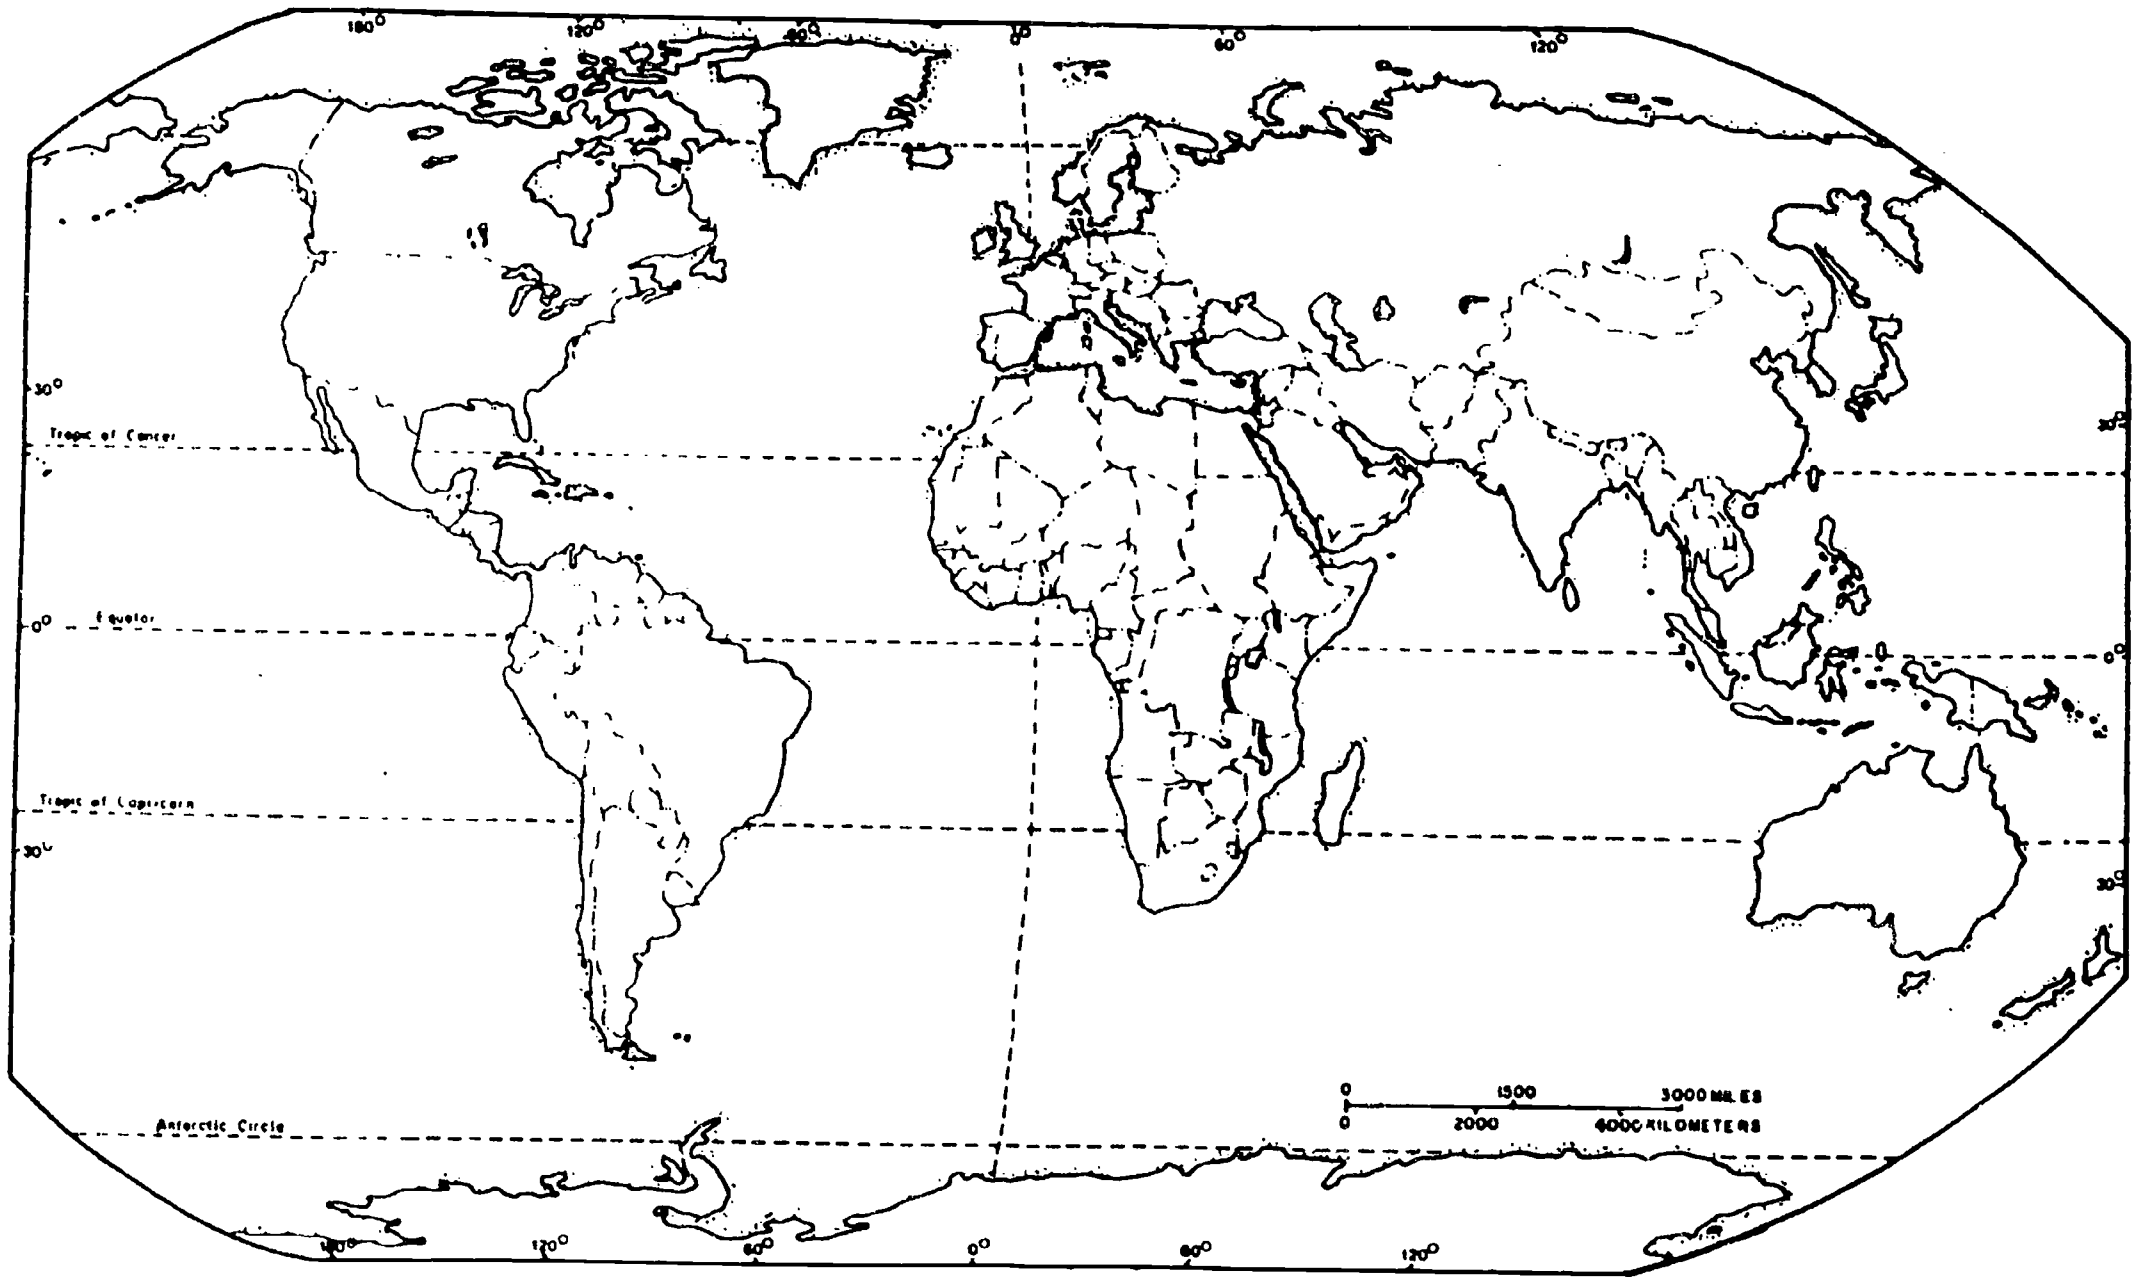 180° 120° 60° 0° 60° 120°
30°
30°
Tropic of Cancer
Equator
0°
0°
Tropic of Capricorn
30°
30°
0 1500 3000 MILES
0 2000 4000 KILOMETERS
Antarctic Circle
180° 120° 60° 0° 60° 120°